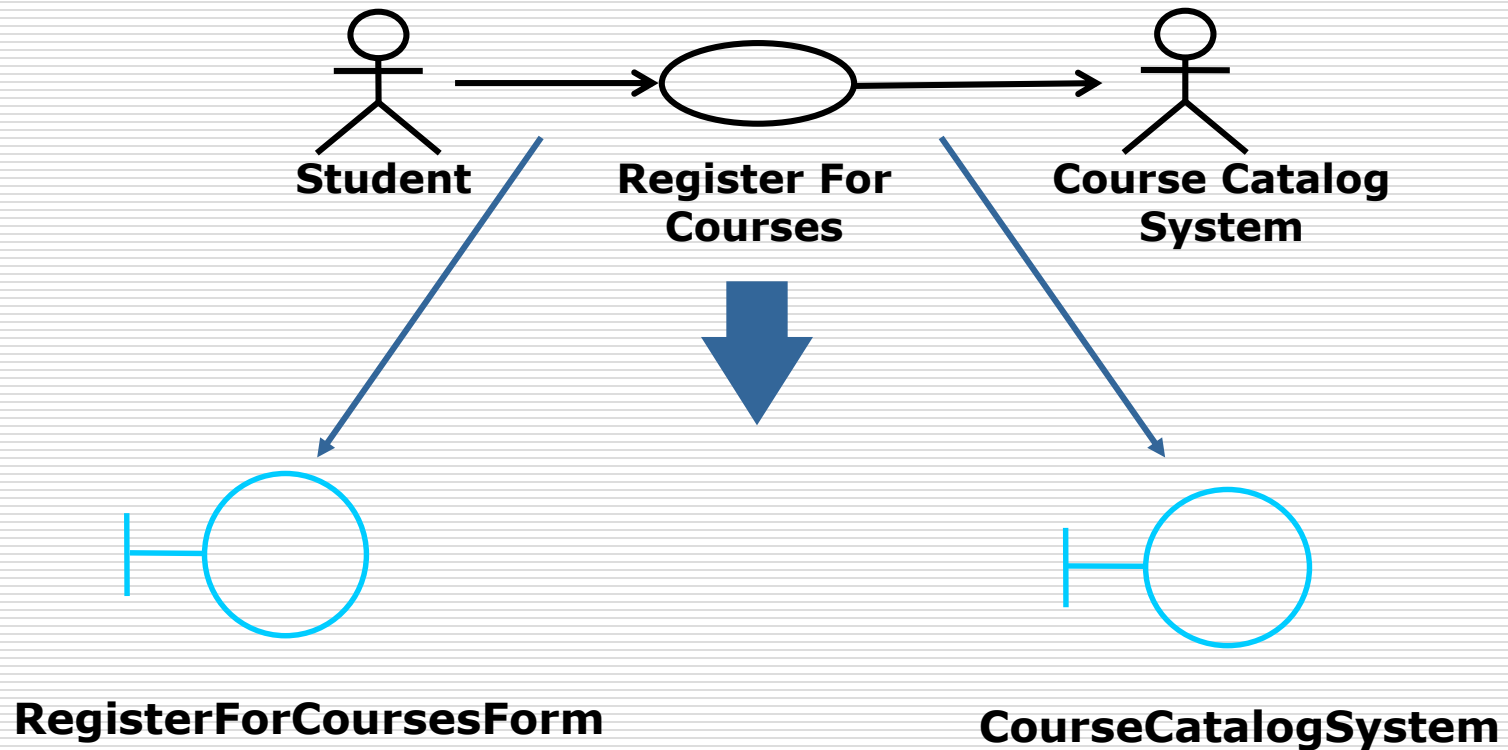 Student
Register For
Courses
Course Catalog
System
RegisterForCoursesForm
CourseCatalogSystem